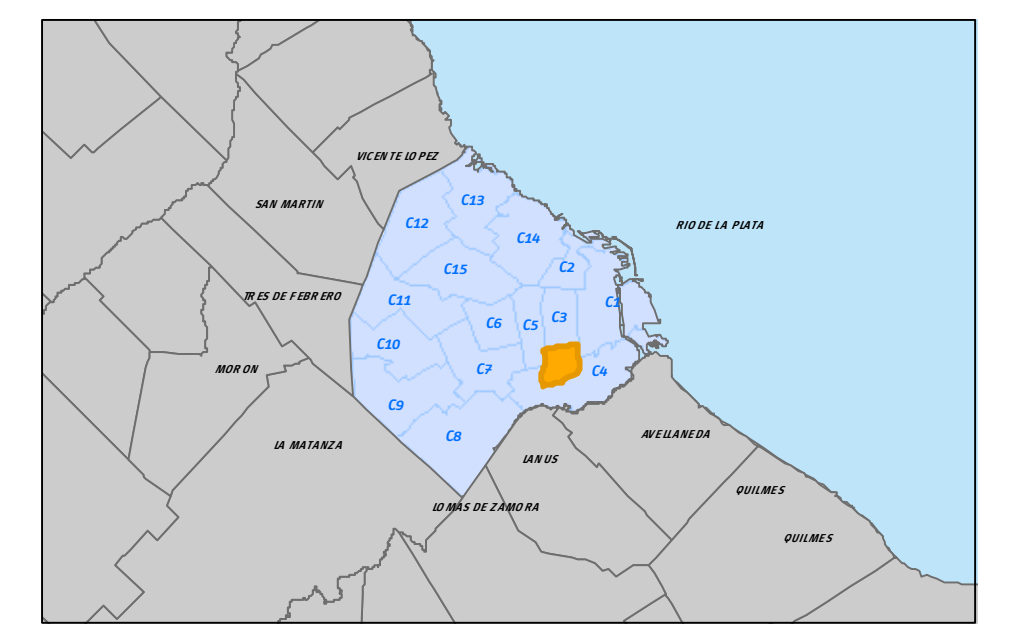 VICENTE LOPEZ
C13
SAN MARTIN
C12
RIO DE LA PLATA
C14
C15
C2
TRES DE FEBRERO
C11
C1
C6
C5
C3
C10
MORON
C7
C4
C9
C8
AVELLANEDA
LA MATANZA
LANUS
QUILMES
LOMAS DE ZAMORA
QUILMES